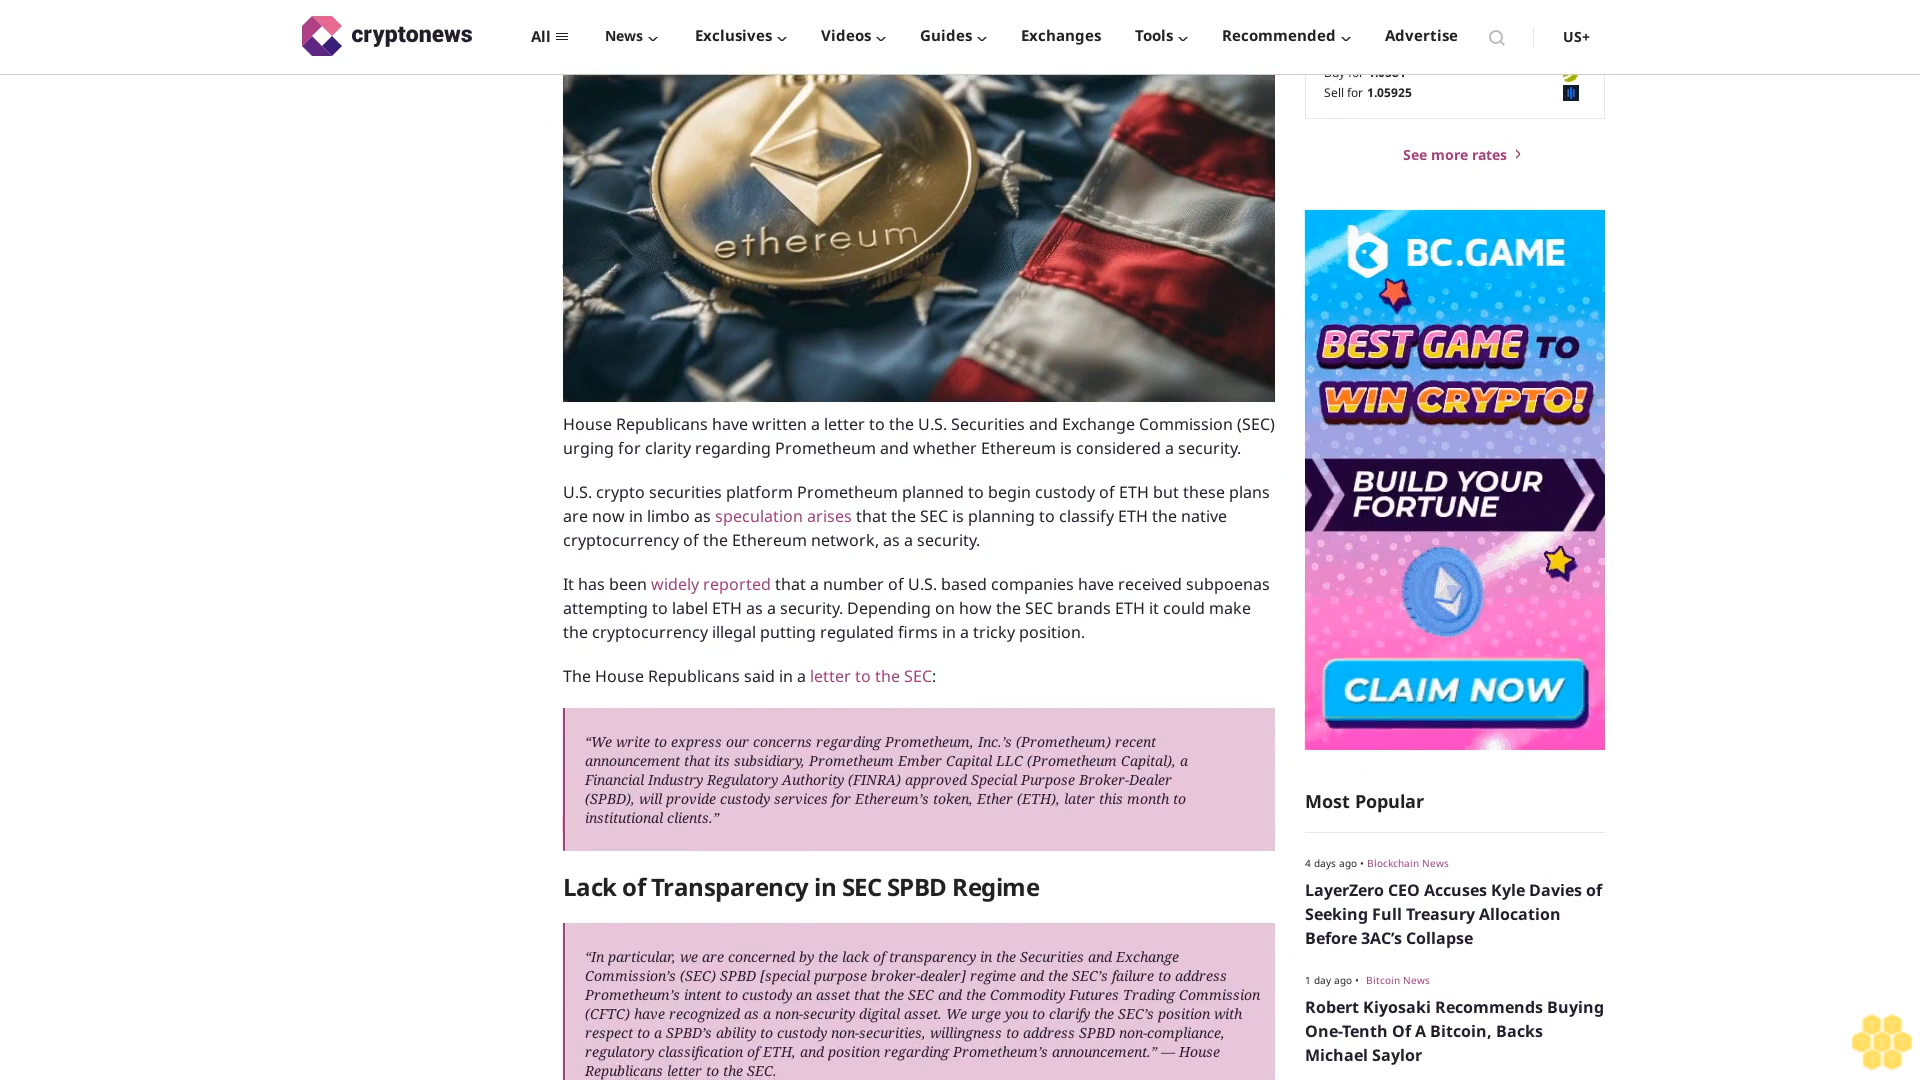 cryptonews
All
News
Exclusives
Videos
Guides
Exchanges
Tools
Recommended
Advertise
US+
ethereum
House Republicans have written a letter to the U.S. Securities and Exchange Commission (SEC)
urging for clarity regarding Prometheum and whether Ethereum is considered a security.
U.S. crypto securities platform Prometheum planned to begin custody of ETH but these plans
are now in limbo as speculation arises that the SEC is planning to classify ETH the native
cryptocurrency of the Ethereum network, as a security.
It has been widely reported that a number of U.S. based companies have received subpoenas
attempting to label ETH as a security. Depending on how the SEC brands ETH it could make
the cryptocurrency illegal putting regulated firms in a tricky position.
The House Republicans said in a letter to the SEC:
“We write to express our concerns regarding Prometheum, Inc.’s (Prometheum) recent
announcement that its subsidiary, Prometheum Ember Capital LLC (Prometheum Capital), a
Financial Industry Regulatory Authority (FINRA) approved Special Purpose Broker-Dealer
(SPBD), will provide custody services for Ethereum’s token, Ether (ETH), later this month to
institutional clients.”
Lack of Transparency in SEC SPBD Regime
“In particular, we are concerned by the lack of transparency in the Securities and Exchange
Commission’s (SEC) SPBD [special purpose broker-dealer] regime and the SEC’s failure to address
Prometheum’s intent to custody an asset that the SEC and the Commodity Futures Trading Commission
(CFTC) have recognized as a non-security digital asset. We urge you to clarify the SEC’s position with
respect to a SPBD’s ability to custody non-securities, willingness to address SPBD non-compliance,
regulatory classification of ETH, and position regarding Prometheum’s announcement.” — House
Republicans letter to the SEC.
Sell for 1.05925
See more rates
BC.GAME
BEST GAME TO
WIN CRYPTO!
BUILD YOUR
FORTUNE
CLAIM NOW
Most Popular
4 days ago • Blockchain News
LayerZero CEO Accuses Kyle Davies of
Seeking Full Treasury Allocation
Before 3AC’s Collapse
1 day ago • Bitcoin News
Robert Kiyosaki Recommends Buying
One-Tenth Of A Bitcoin, Backs
Michael Saylor